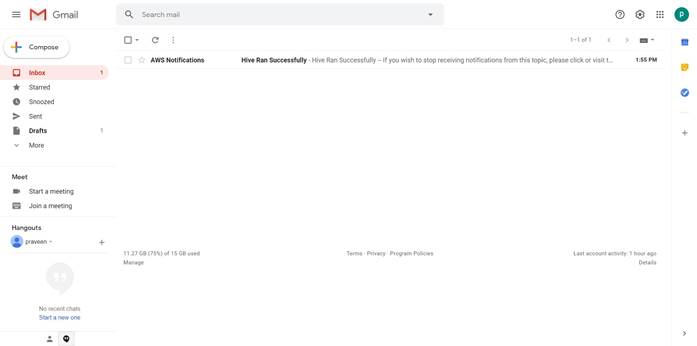 Gmail
Search mail
p
Compose
1–1 of 1
AWS Notifications Hive Ran Successfully - Hive Ran Successfully -- If you wish to stop receiving notifications from this topic, please click or visit t... 1:55 PM
Inbox 1
Starred
Snoozed
Sent
Drafts 1
More
Meet
Start a meeting
Join a meeting
Hangouts
praveen
No recent chats
Start a new one
11.27 GB (75%) of 15 GB used
Manage
Terms · Privacy · Program Policies
Last account activity: 1 hour ago
Details